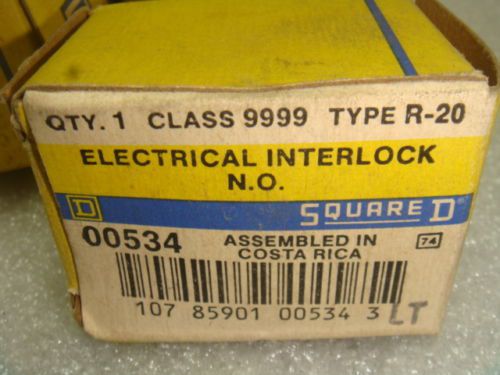 QTY. 1 CLASS 9999 TYPE R-20
ELECTRICAL INTERLOCK
N.O.
D SQUARE D
00534 ASSEMBLED IN 74
COSTA RICA
107 85901 00534 3 LT